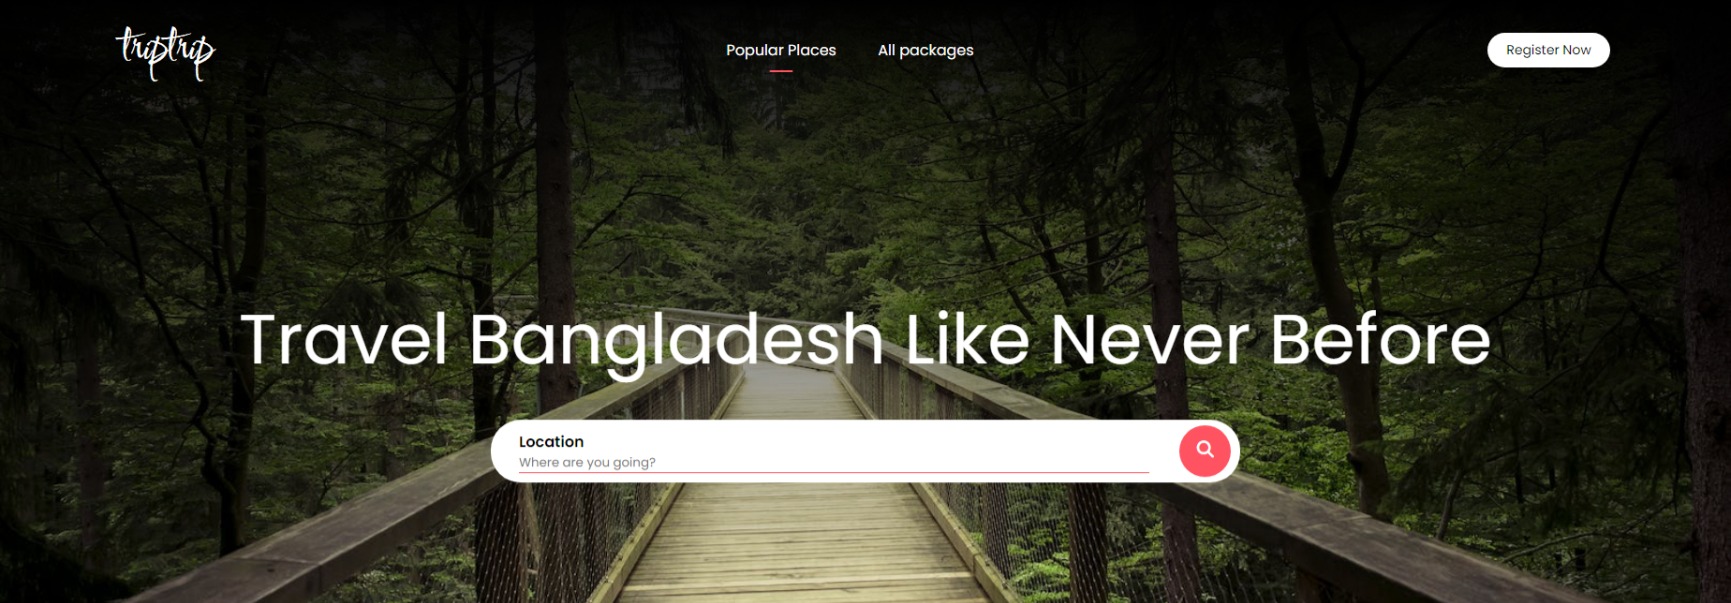 triptrip
Popular Places
All packages
Register Now
Travel Bangladesh Like Never Before
Location
Where are you going?